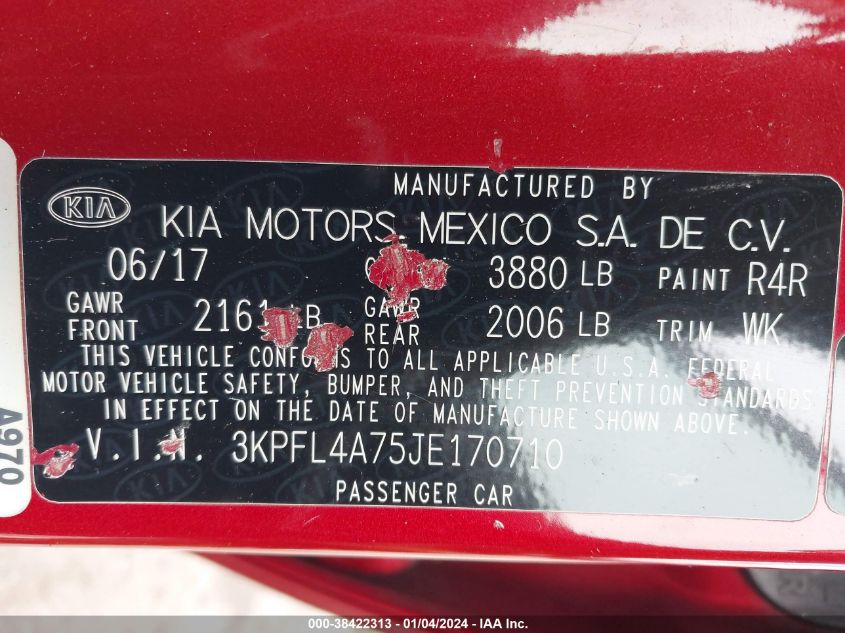 MANUFACTURED BY
KIA
KIA MOTORS MEXICO S.A. DE C.V.
06/17 3880 LB PAINT R4R
GAWR FRONT 2161 LB GAWR REAR 2006 LB TRIM WK
THIS VEHICLE CONFORMS TO ALL APPLICABLE U.S.A. FEDERAL
MOTOR VEHICLE SAFETY, BUMPER, AND THEFT PREVENTION STANDARDS
IN EFFECT ON THE DATE OF MANUFACTURE SHOWN ABOVE.
V.I.N. 3KPFL4A75JE170710
PASSENGER CAR
A970
000-38422313 - 01/04/2024 - IAA Inc.